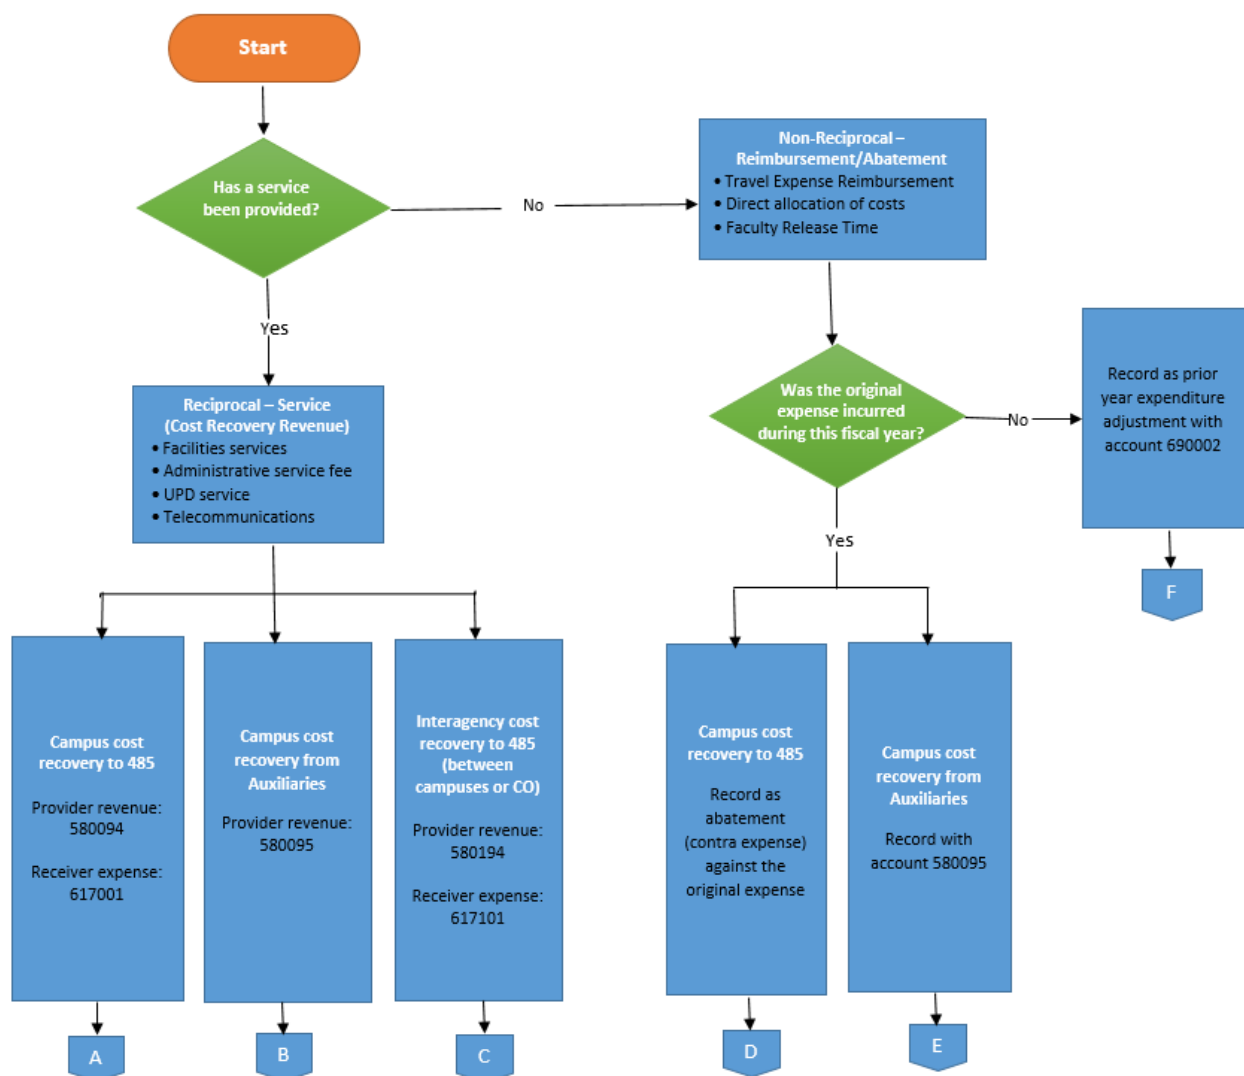 Start
Has a service
been provided?
No
Non-Reciprocal –
Reimbursement/Abatement
• Travel Expense Reimbursement
• Direct allocation of costs
• Faculty Release Time
Yes
Reciprocal – Service
(Cost Recovery Revenue)
• Facilities services
• Administrative service fee
• UPD service
• Telecommunications
Was the original
expense incurred
during this fiscal year?
No
Record as prior
year expenditure
adjustment with
account 690002
Yes
F
Campus cost
recovery to 485
Provider revenue:
580094
Receiver expense:
617001
Campus cost
recovery from
Auxiliaries
Provider revenue:
580095
Interagency cost
recovery to 485
(between
campuses or CO)
Provider revenue:
580194
Receiver expense:
617101
Campus cost
recovery to 485
Record as
abatement
(contra expense)
against the
original expense
Campus cost
recovery from
Auxiliaries
Record with
account 580095
A
B
C
D
E